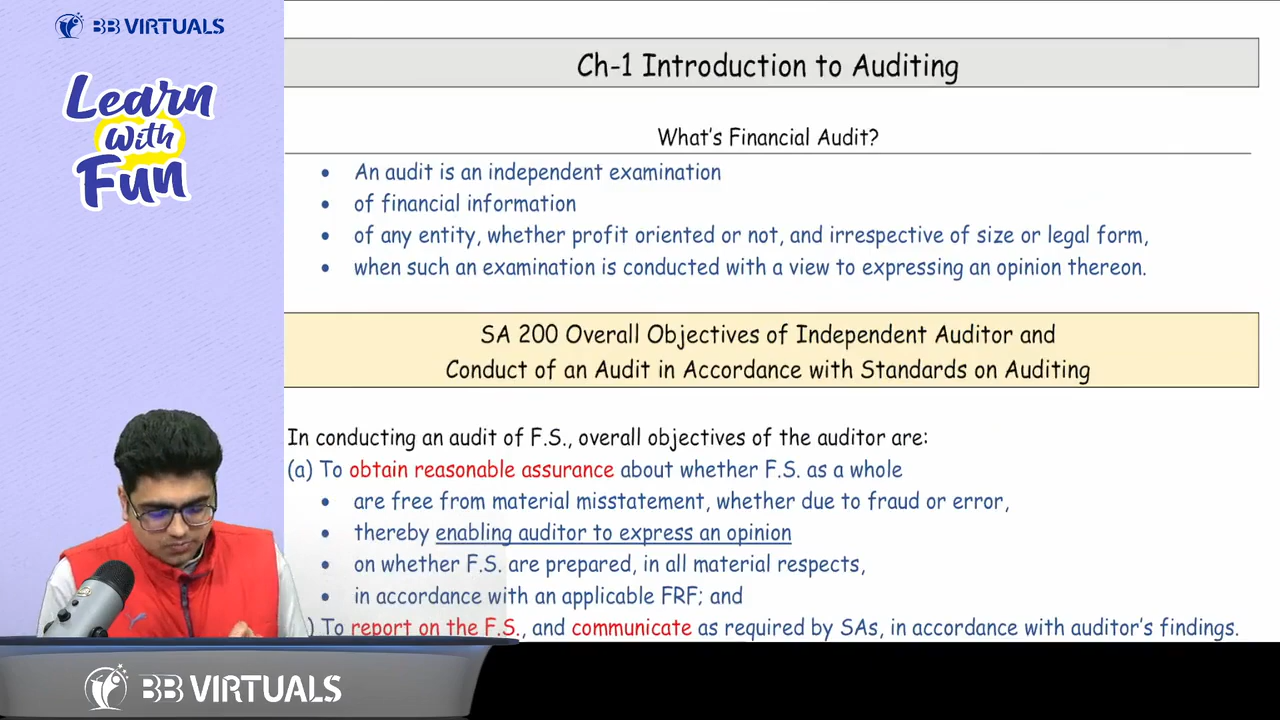 BB VIRTUALS
Learn
With
Fun
Ch-1 Introduction to Auditing
What's Financial Audit?
• An audit is an independent examination
• of financial information
• of any entity, whether profit oriented or not, and irrespective of size or legal form,
• when such an examination is conducted with a view to expressing an opinion thereon.
SA 200 Overall Objectives of Independent Auditor and
Conduct of an Audit in Accordance with Standards on Auditing
In conducting an audit of F.S., overall objectives of the auditor are:
(a) To obtain reasonable assurance about whether F.S. as a whole
• are free from material misstatement, whether due to fraud or error,
• thereby enabling auditor to express an opinion
• on whether F.S. are prepared, in all material respects,
• in accordance with an applicable FRF; and
) To report on the F.S., and communicate as required by SAs, in accordance with auditor's findings.
BB VIRTUALS